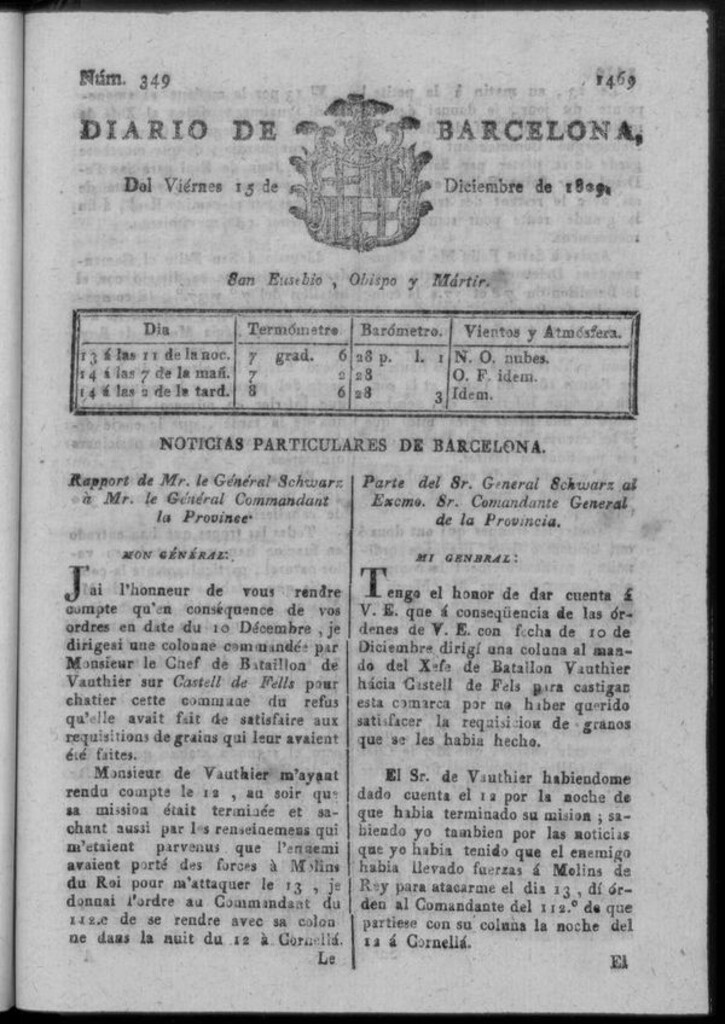 Núm. 349
1469
DIARIO DE BARCELONA,
Del Viérnes 15 de Diciembre de 1809.
San Eusebio, Obispo y Mártir.
Dia Termómetro Barómetro. Vientos y Atmósfera.
13 á las 11 de la noc. 7 grad. 6 28 p. l. 1 N. O. nubes.
14 á las 7 de la mañ. 7 2 28 O. F. idem.
14 á las 2 de la tard. 8 6 28 3 Idem.
NOTICIAS PARTICULARES DE BARCELONA.
Rapport de Mr. le Général Schwarz
à Mr. le Général Commandant
la Province
MON GÉNÉRAL:
J'ai l'honneur de vous rendre
compte qu'en conséquence de vos
ordres en date du 10 Décembre, je
dirigeai une colonne commandée par
Monsieur le Chef de Bataillon de
Vauthier sur Castell de Fells pour
chatier cette commune du refus
qu'elle avait fait de satisfaire aux
requisitions de grains qui leur avaient
été faites.
Monsieur de Vauthier m'ayant
rendu compte le 12, au soir que
sa mission était terminée et sa-
chant aussi par les renseinemens qui
m'etaient parvenus que l'ennemi
avaient porté des forces à Molins
du Roi pour m'attaquer le 13, je
donnai l'ordre au Commandant du
112.e de se rendre avec sa colon
ne dans la nuit du 12 à Cornellá.
Le
Parte del Sr. General Schwarz al
Excmo. Sr. Comandante General
de la Provincia.
MI GENERAL:
Tengo el honor de dar cuenta á
V. E. que á conseqüencia de las ór-
denes de V. E. con fecha de 10 de
Diciembre dirigí una coluna al man-
do del Xefe de Batallon Vauthier
hácia Castell de Fels para castigar
esta comarca por no haber querido
satisfacer la requisicion de granos
que se les habia hecho.
El Sr. de Vauthier habiendome
dado cuenta el 12 por la noche de
que habia terminado su mision; sa-
biendo yo tambien por las noticias
que yo habia tenido que el enemigo
habia llevado fuerzas á Molins de
Rey para atacarme el dia 13, dí ór-
den al Comandante del 112.º de que
partiese con su coluna la noche del
12 á Cornellá.
El